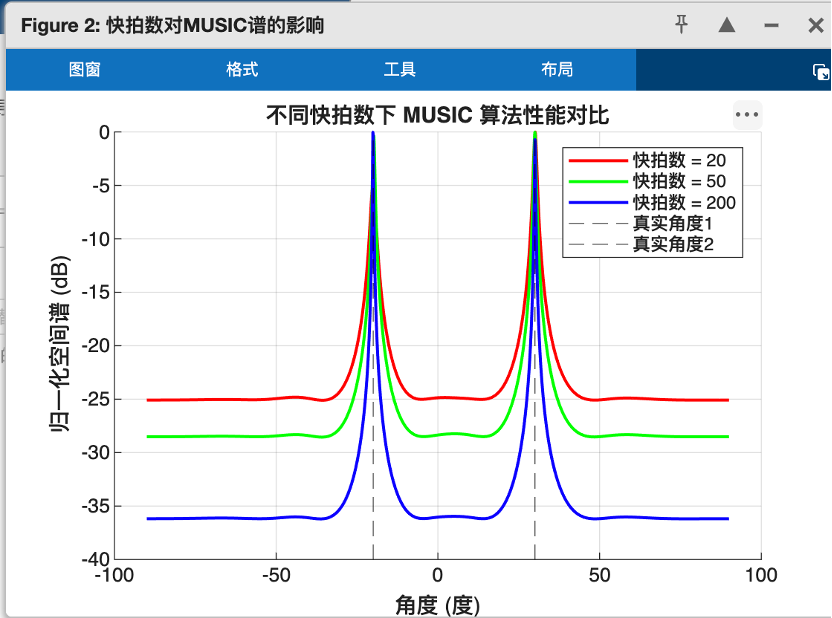 Figure 2: 快拍数对MUSIC谱的影响
图窗 格式 工具 布局
不同快拍数下 MUSIC 算法性能对比
快拍数 = 20
快拍数 = 50
快拍数 = 200
真实角度1
真实角度2
归一化空间谱 (dB)
0
-5
-10
-15
-20
-25
-30
-35
-40
-100 -50 0 50 100
角度 (度)